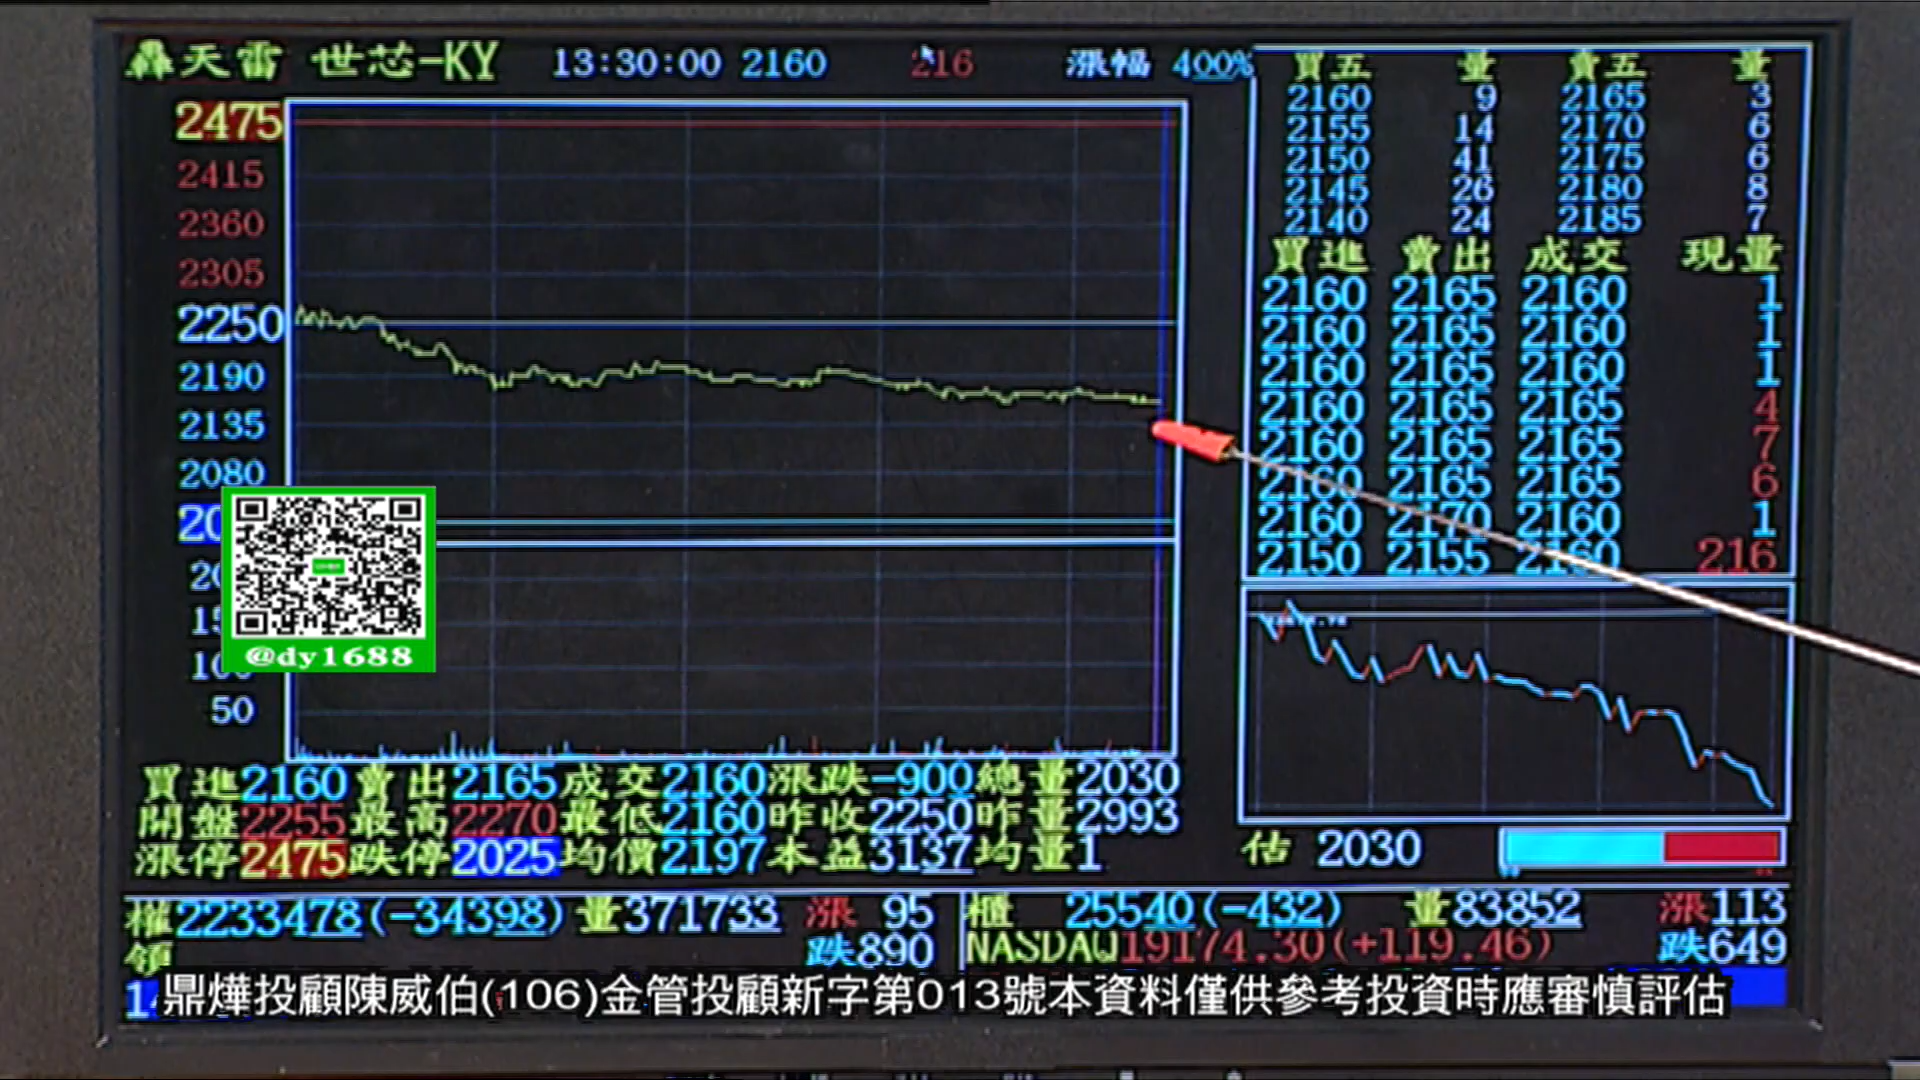 轟天雷 世芯-KY 13:30:00 2160 216 漲幅 400%
2475
2415
2360
2305
2250
2190
2135
2080
50
@dy1688
買五 量 賣五 量
2160 9 2165 3
2155 14 2170 6
2150 41 2175 6
2145 26 2180 8
2140 24 2185 7
買進 賣出 成交 現量
2160 2165 2160 1
2160 2165 2160 1
2160 2165 2160 1
2160 2165 2165 4
2160 2165 2165 7
2160 2165 2165 6
2160 2170 2160 1
2150 2155 2160 216
買進2160 賣出2165 成交2160 漲跌-900 總量2030
開盤2255 最高2270 最低2160 昨收2250 昨量2993
漲停2475 跌停2025 均價2197 本益3137 均量1
估 2030
權2233478(-34398) 量371733 漲 95 櫃 25540(-432) 量83852 漲113
領 跌890 NASDAQ19174.30(+119.46) 跌649
鼎燁投顧陳威伯(106)金管投顧新字第013號本資料僅供參考投資時應審慎評估